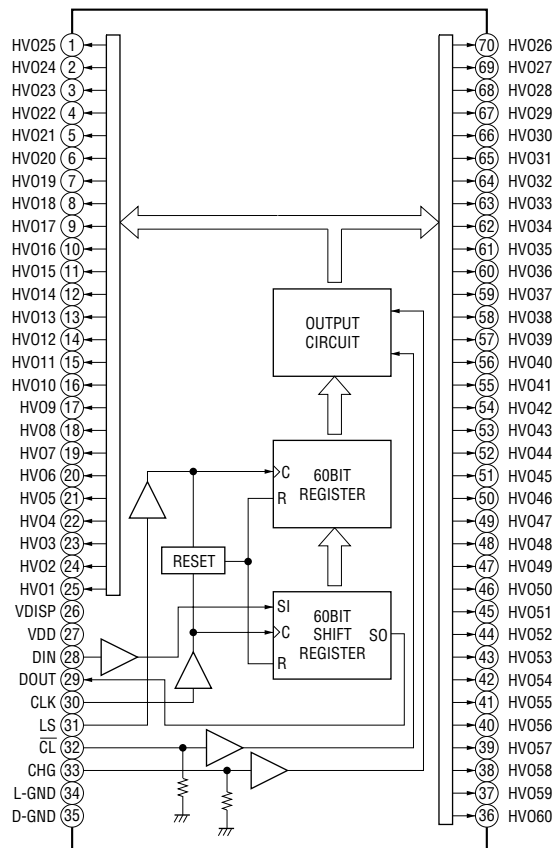 HVO25 1
HVO24 2
HVO23 3
HVO22 4
HVO21 5
HVO20 6
HVO19 7
HVO18 8
HVO17 9
HVO16 10
HVO15 11
HVO14 12
HVO13 13
HVO12 14
HVO11 15
HVO10 16
HVO9 17
HVO8 18
HVO7 19
HVO6 20
HVO5 21
HVO4 22
HVO3 23
HVO2 24
HVO1 25
VDISP 26
VDD 27
DIN 28
DOUT 29
CLK 30
LS 31
C̅L̅ 32
CHG 33
L-GND 34
D-GND 35
OUTPUT
CIRCUIT
C
R
60BIT
REGISTER
RESET
SI
C
R
60BIT
SHIFT
REGISTER
SO
70 HVO26
69 HVO27
68 HVO28
67 HVO29
66 HVO30
65 HVO31
64 HVO32
63 HVO33
62 HVO34
61 HVO35
60 HVO36
59 HVO37
58 HVO38
57 HVO39
56 HVO40
55 HVO41
54 HVO42
53 HVO43
52 HVO44
51 HVO45
50 HVO46
49 HVO47
48 HVO48
47 HVO49
46 HVO50
45 HVO51
44 HVO52
43 HVO53
42 HVO54
41 HVO55
40 HVO56
39 HVO57
38 HVO58
37 HVO59
36 HVO60